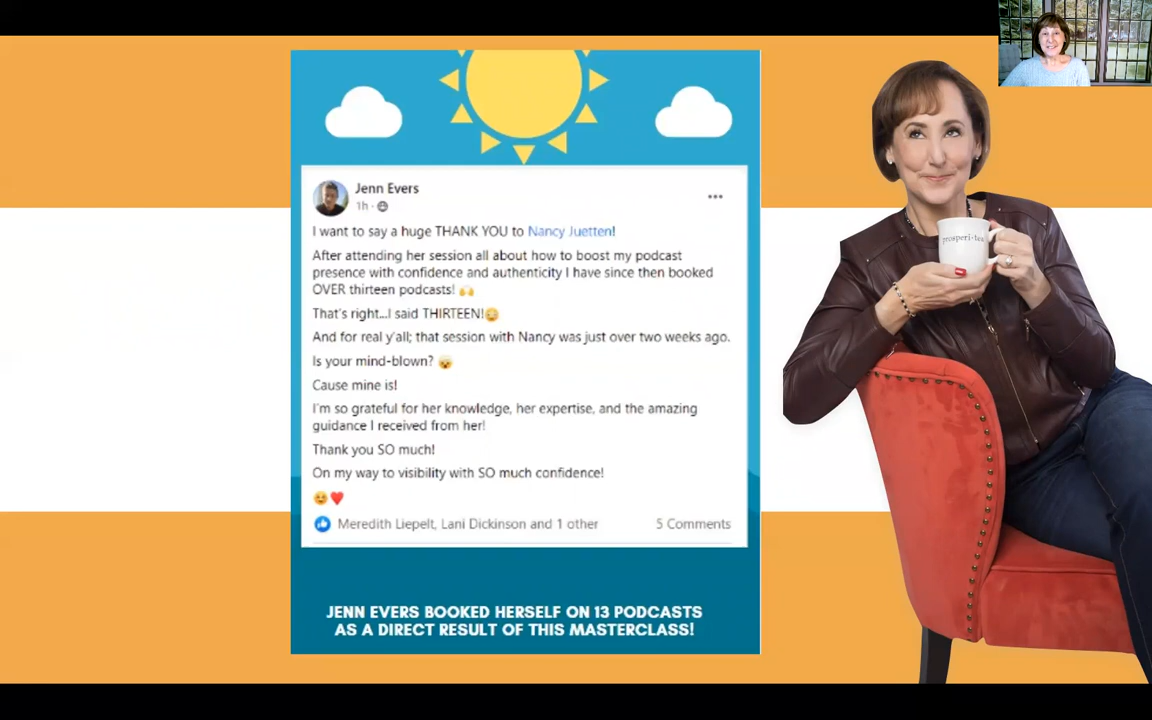 Jenn Evers
1h ·
I want to say a huge THANK YOU to Nancy Juetten!
After attending her session all about how to boost my podcast
presence with confidence and authenticity I have since then booked
OVER thirteen podcasts! 🙌
That's right...I said THIRTEEN!😳
And for real y'all; that session with Nancy was just over two weeks ago.
Is your mind-blown? 🤯
Cause mine is!
I'm so grateful for her knowledge, her expertise, and the amazing
guidance I received from her!
Thank you SO much!
On my way to visibility with SO much confidence!
☺️❤️
Meredith Liepelt, Lani Dickinson and 1 other 5 Comments
JENN EVERS BOOKED HERSELF ON 13 PODCASTS
AS A DIRECT RESULT OF THIS MASTERCLASS!
prosperi·tea